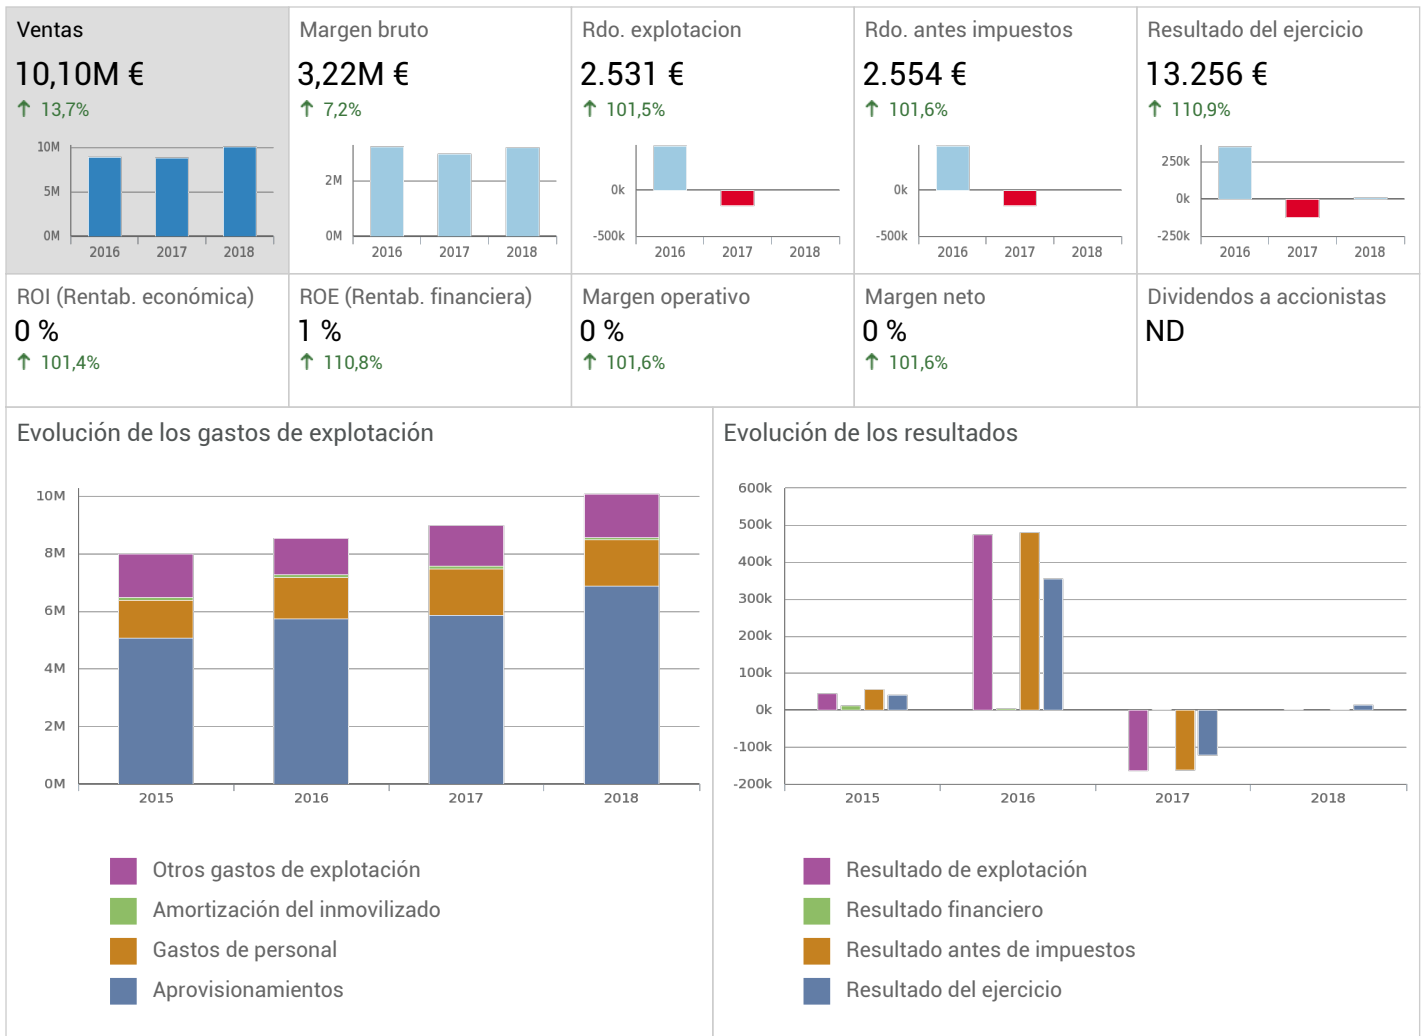 Ventas
10,10M €
↑ 13,7%
10M
5M
0M
2016 2017 2018
Margen bruto
3,22M €
↑ 7,2%
2M
0M
2016 2017 2018
Rdo. explotacion
2.531 €
↑ 101,5%
0k
-500k
2016 2017 2018
Rdo. antes impuestos
2.554 €
↑ 101,6%
0k
-500k
2016 2017 2018
Resultado del ejercicio
13.256 €
↑ 110,9%
250k
0k
-250k
2016 2017 2018
ROI (Rentab. económica)
0 %
↑ 101,4%
ROE (Rentab. financiera)
1 %
↑ 110,8%
Margen operativo
0 %
↑ 101,6%
Margen neto
0 %
↑ 101,6%
Dividendos a accionistas
ND
Evolución de los gastos de explotación
10M
8M
6M
4M
2M
0M
2015 2016 2017 2018
Otros gastos de explotación
Amortización del inmovilizado
Gastos de personal
Aprovisionamientos
Evolución de los resultados
600k
500k
400k
300k
200k
100k
0k
-100k
-200k
2015 2016 2017 2018
Resultado de explotación
Resultado financiero
Resultado antes de impuestos
Resultado del ejercicio